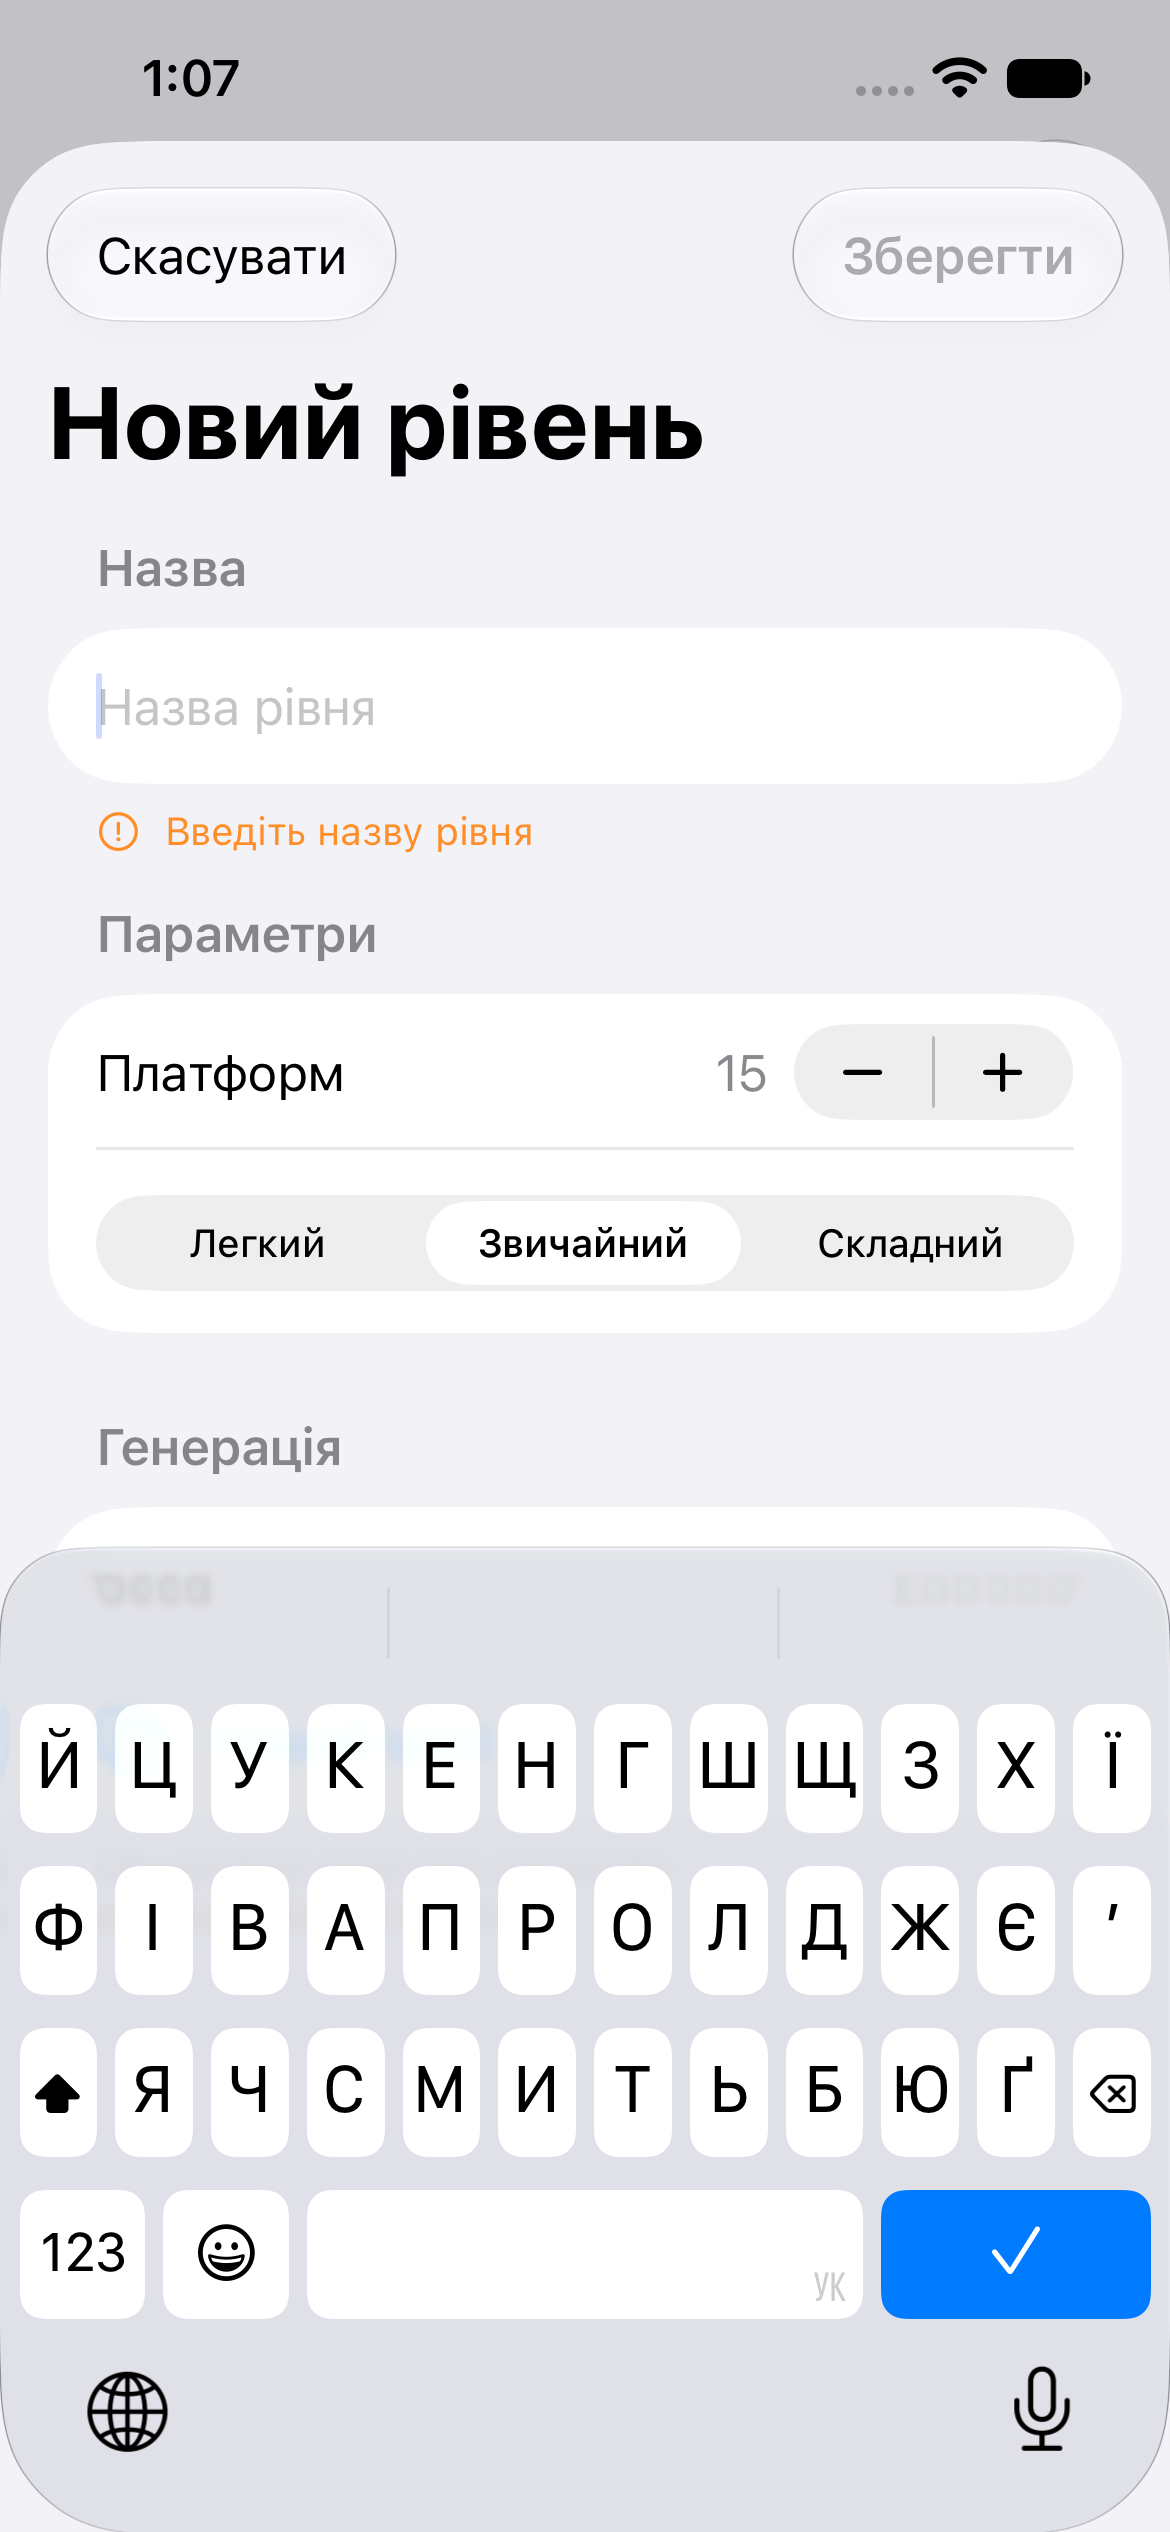 1:07
Скасувати
Зберегти
Новий рівень
Назва
Назва рівня
Введіть назву рівня
Параметри
Платформ
15
Легкий
Звичайний
Складний
Генерація
Й Ц У К Е Н Г Ш Щ З Х Ї
Ф І В А П Р О Л Д Ж Є ʼ
Я Ч С М И Т Ь Б Ю Ґ
123
УК